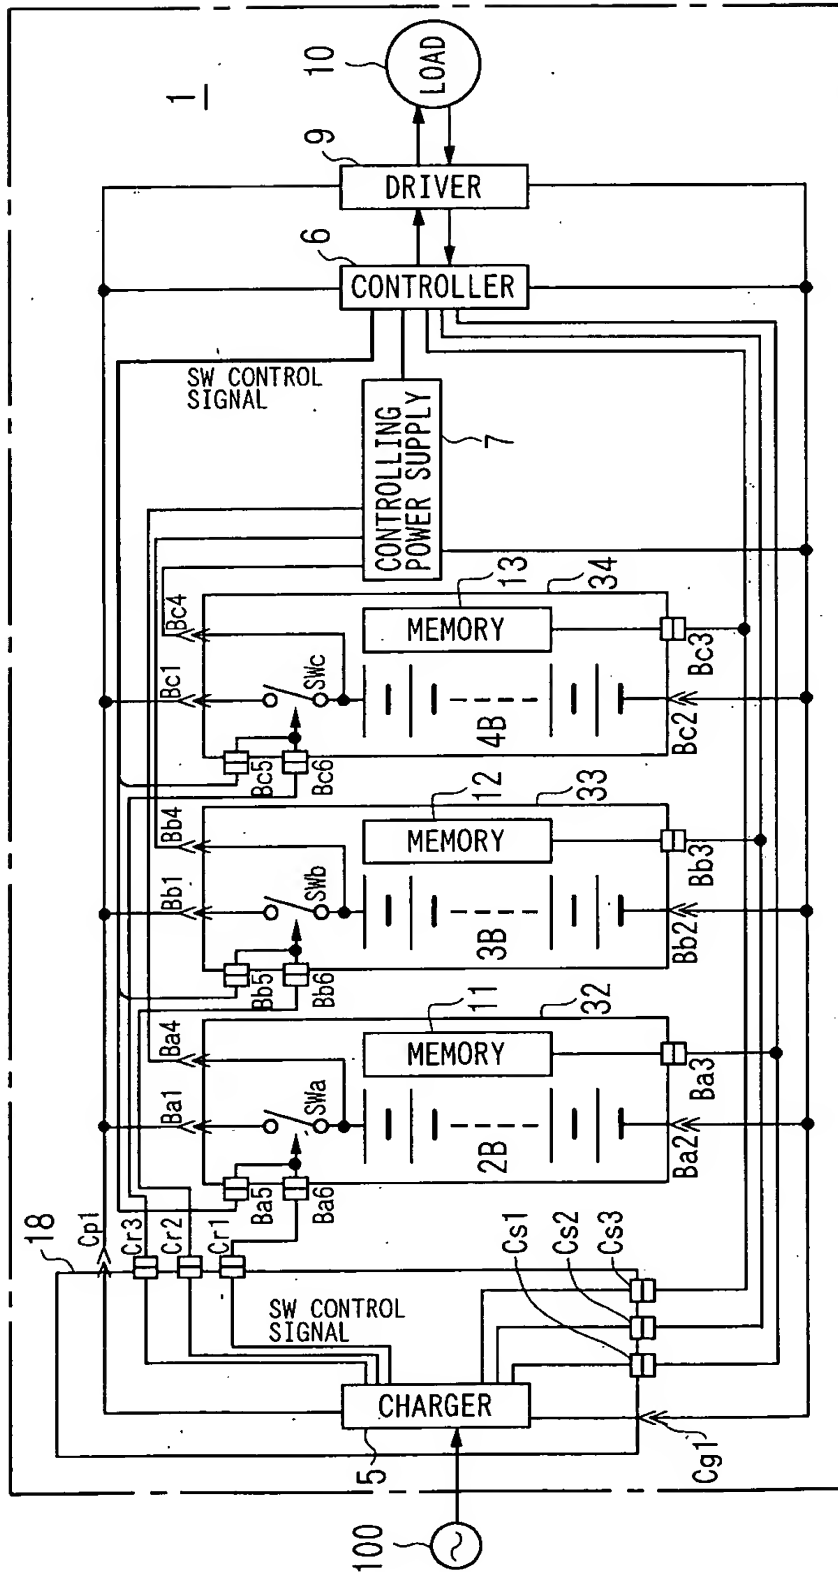 1
10
LOAD
9
DRIVER
6
CONTROLLER
SW CONTROL
SIGNAL
CONTROLLING
POWER SUPPLY
7
Bc4
Bc1
SWc
MEMORY
13
34
4B
Bc5
Bc6
Bc3
Bc2
Bb4
Bb1
SWb
MEMORY
12
33
3B
Bb5
Bb6
Bb3
Bb2
Ba4
Ba1
SWa
MEMORY
11
32
2B
Ba5
Ba6
Ba3
Ba2
18
Cp1
Cr3
Cr2
Cr1
SW CONTROL
SIGNAL
Cs1
Cs2
Cs3
CHARGER
5
Cg1
100